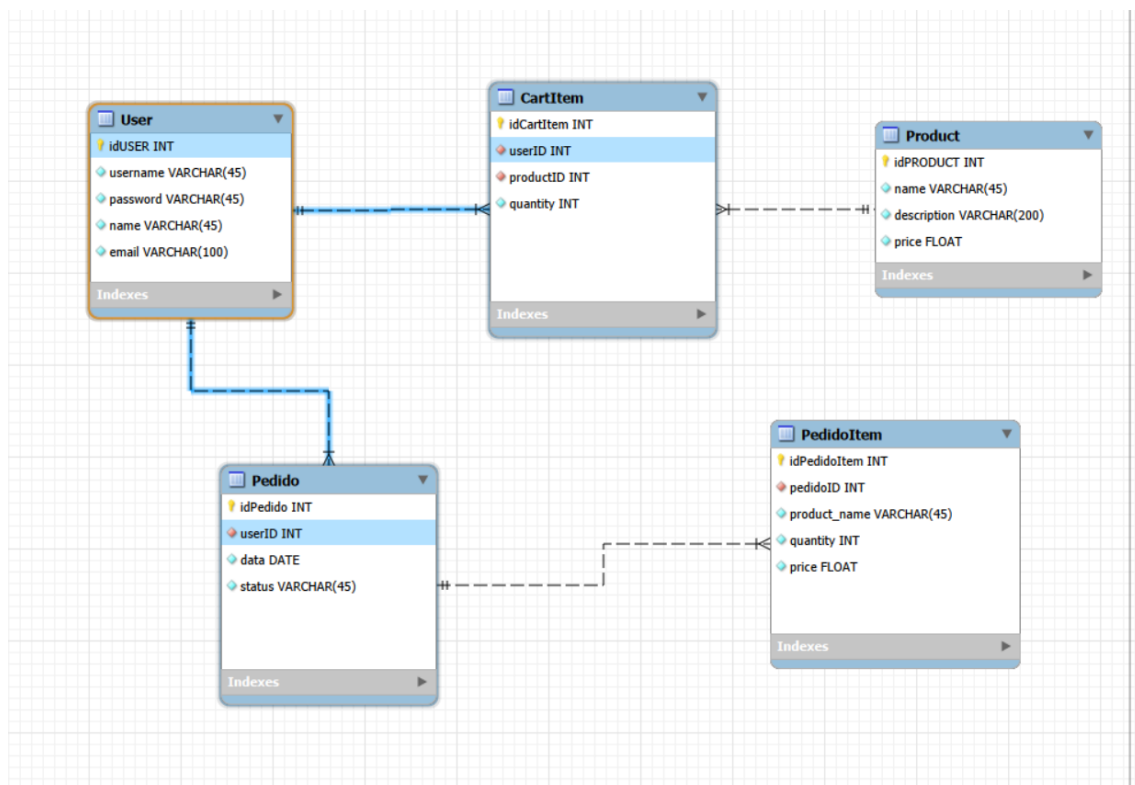 User
idUSER INT
username VARCHAR(45)
password VARCHAR(45)
name VARCHAR(45)
email VARCHAR(100)
Indexes
CartItem
idCartItem INT
userID INT
productID INT
quantity INT
Indexes
Product
idPRODUCT INT
name VARCHAR(45)
description VARCHAR(200)
price FLOAT
Indexes
Pedido
idPedido INT
userID INT
data DATE
status VARCHAR(45)
Indexes
PedidoItem
idPedidoItem INT
pedidoID INT
product_name VARCHAR(45)
quantity INT
price FLOAT
Indexes